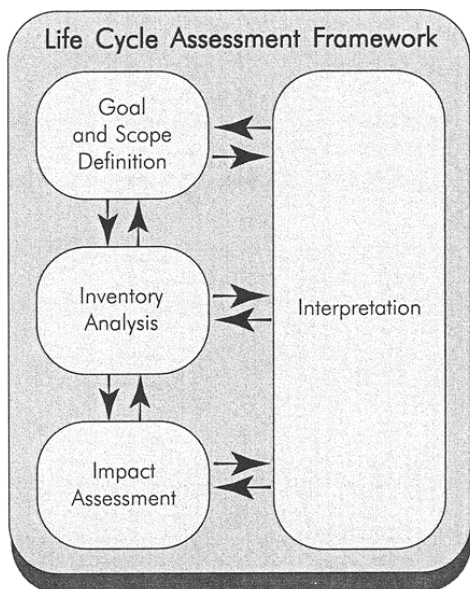 Life Cycle Assessment Framework
Goal
and Scope
Definition
Inventory
Analysis
Interpretation
Impact
Assessment